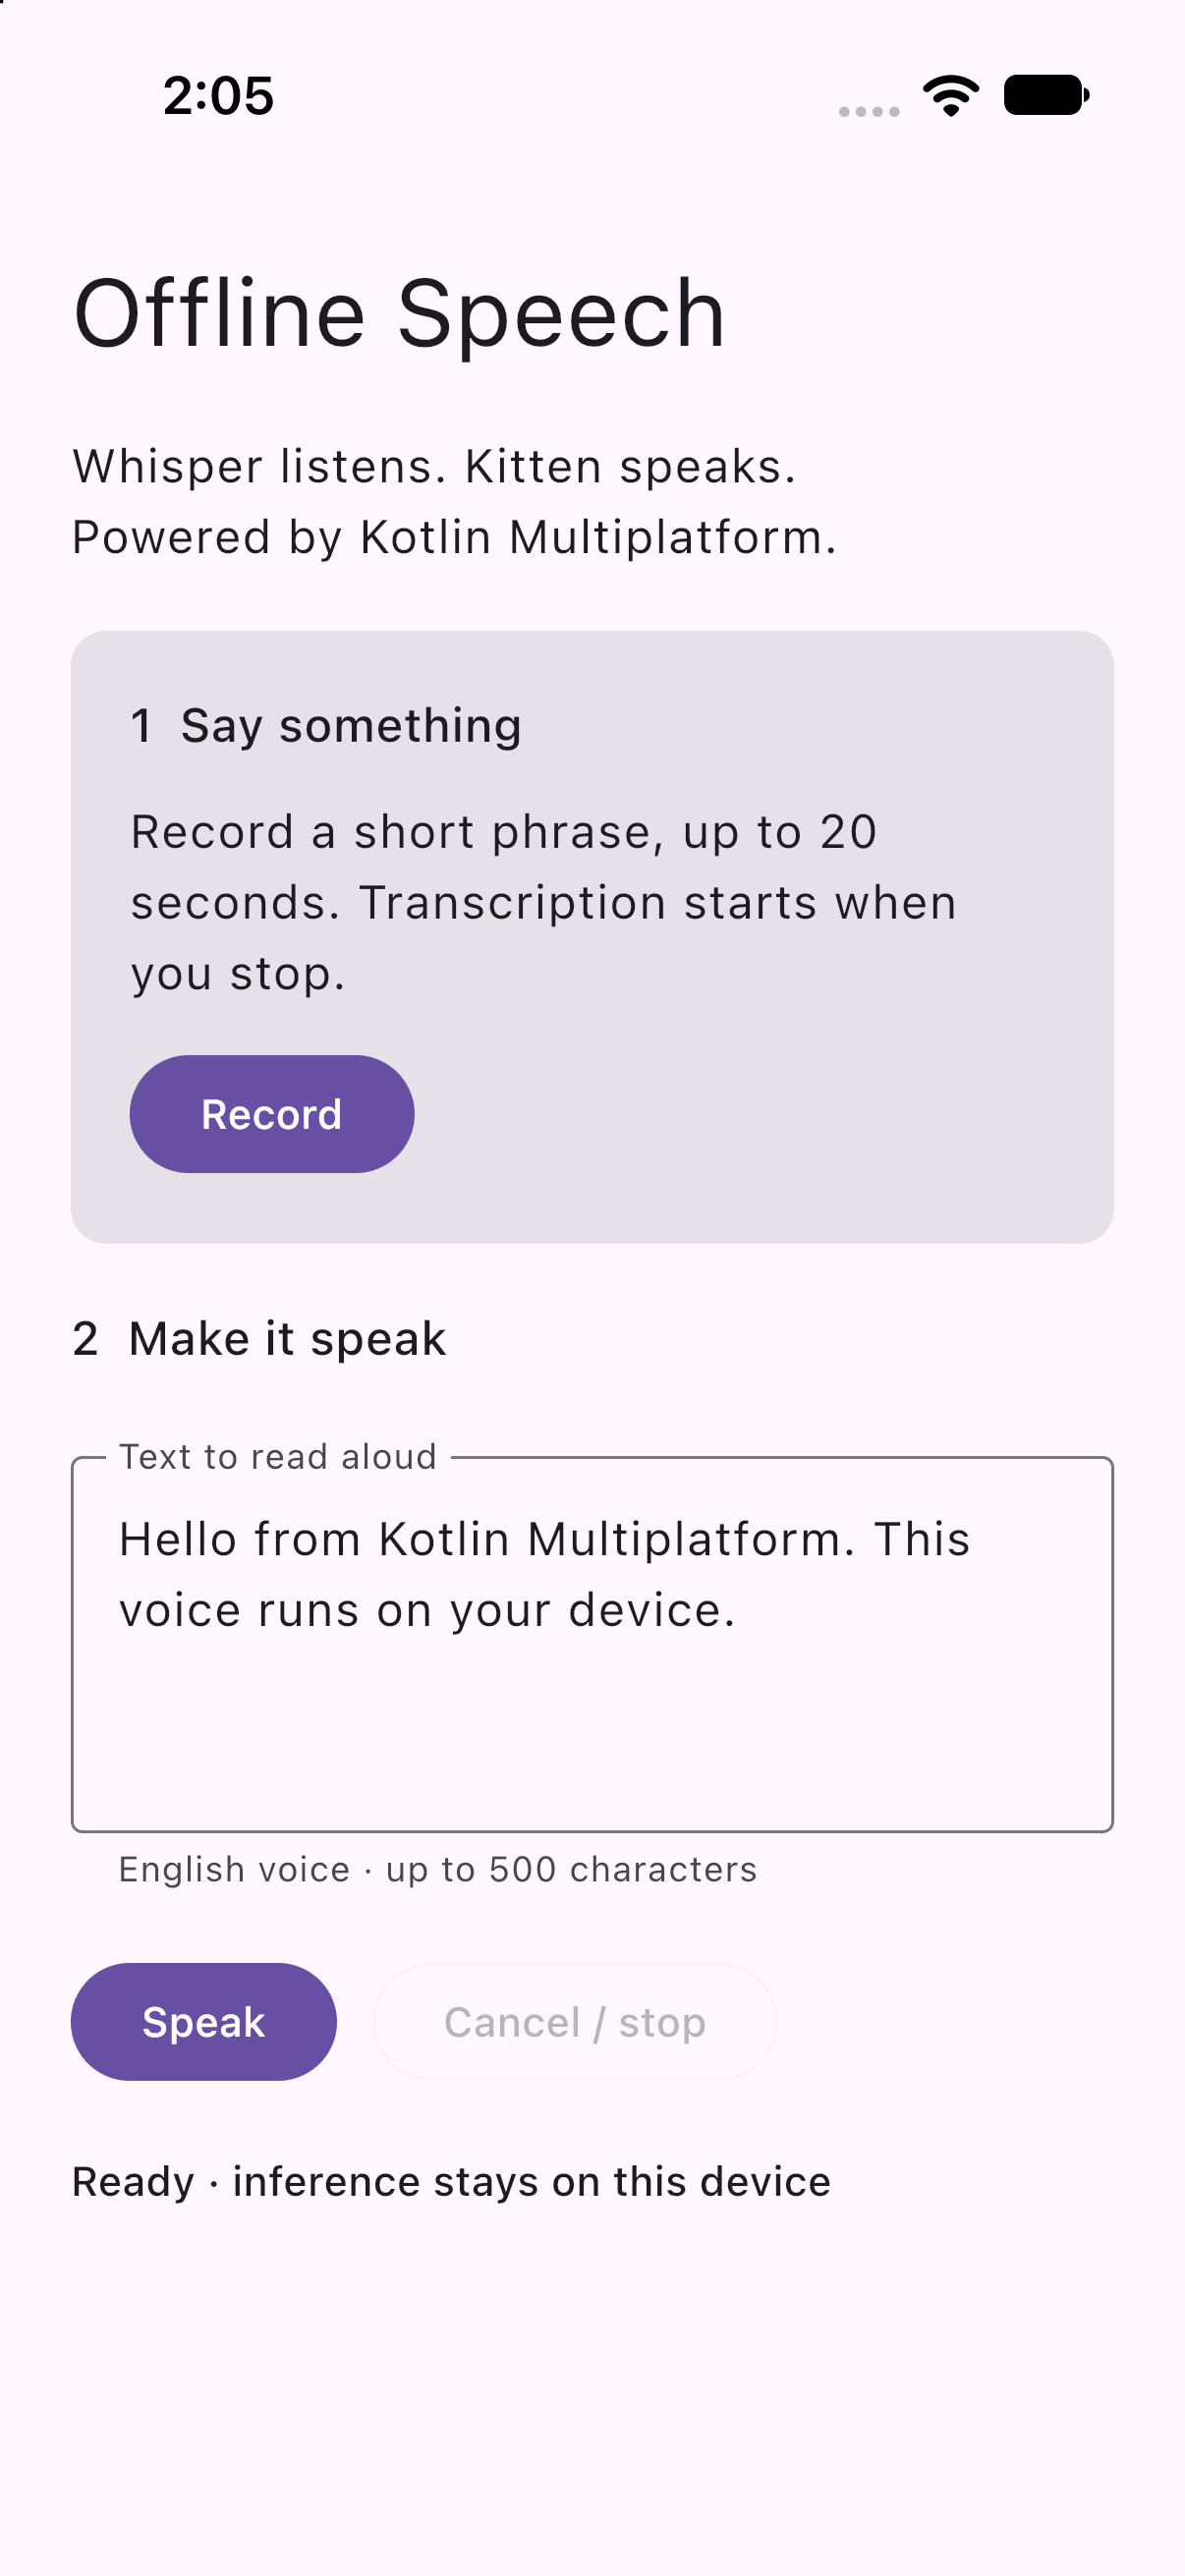 2:05
Offline Speech
Whisper listens. Kitten speaks.
Powered by Kotlin Multiplatform.
1 Say something
Record a short phrase, up to 20
seconds. Transcription starts when
you stop.
Record
2 Make it speak
Text to read aloud
Hello from Kotlin Multiplatform. This
voice runs on your device.
English voice · up to 500 characters
Speak Cancel / stop
Ready · inference stays on this device